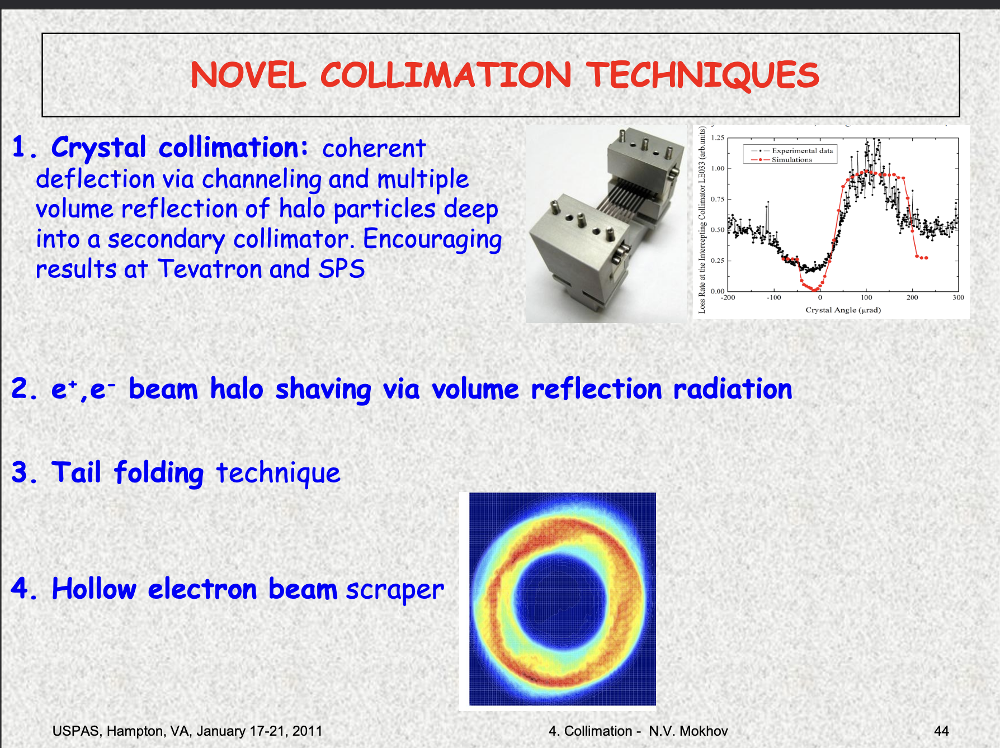 NOVEL COLLIMATION TECHNIQUES
1. Crystal collimation: coherent
deflection via channeling and multiple
volume reflection of halo particles deep
into a secondary collimator. Encouraging
results at Tevatron and SPS
Loss Rate at the Intercepting Collimator LE033 (arb.units)
1.25
1.00
0.75
0.50
0.25
0.00
Experimental data
Simulations
-200 -100 0 100 200 300
Crystal Angle (μrad)
2. e⁺,e⁻ beam halo shaving via volume reflection radiation
3. Tail folding technique
4. Hollow electron beam scraper
USPAS, Hampton, VA, January 17-21, 2011
4. Collimation - N.V. Mokhov
44